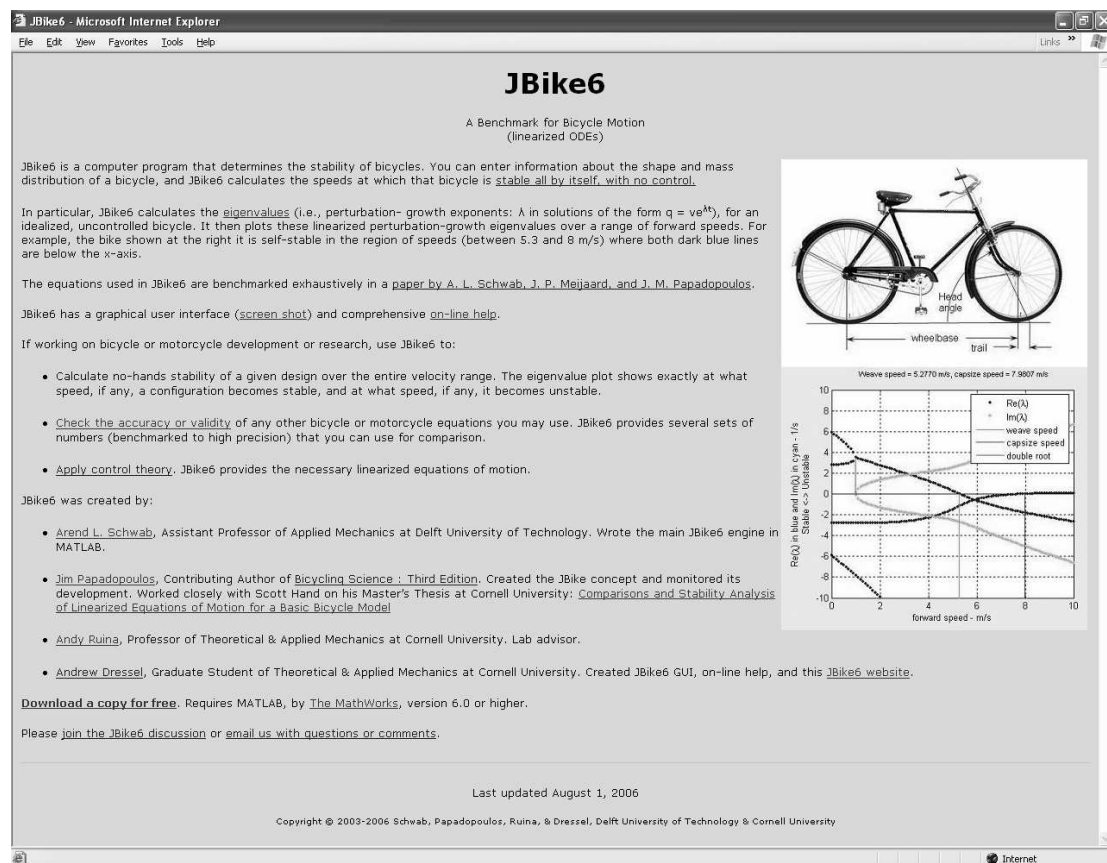 JBike6 - Microsoft Internet Explorer
File Edit View Favorites Tools Help
Links »
JBike6
A Benchmark for Bicycle Motion
(linearized ODEs)
JBike6 is a computer program that determines the stability of bicycles. You can enter information about the shape and mass
distribution of a bicycle, and JBike6 calculates the speeds at which that bicycle is stable all by itself, with no control.
In particular, JBike6 calculates the eigenvalues (i.e., perturbation- growth exponents: λ in solutions of the form q = veλt), for an
idealized, uncontrolled bicycle. It then plots these linearized perturbation-growth eigenvalues over a range of forward speeds. For
example, the bike shown at the right it is self-stable in the region of speeds (between 5.3 and 8 m/s) where both dark blue lines
are below the x-axis.
The equations used in JBike6 are benchmarked exhaustively in a paper by A. L. Schwab, J. P. Meijaard, and J. M. Papadopoulos.
JBike6 has a graphical user interface (screen shot) and comprehensive on-line help.
If working on bicycle or motorcycle development or research, use JBike6 to:
• Calculate no-hands stability of a given design over the entire velocity range. The eigenvalue plot shows exactly at what
speed, if any, a configuration becomes stable, and at what speed, if any, it becomes unstable.
• Check the accuracy or validity of any other bicycle or motorcycle equations you may use. JBike6 provides several sets of
numbers (benchmarked to high precision) that you can use for comparison.
• Apply control theory. JBike6 provides the necessary linearized equations of motion.
JBike6 was created by:
• Arend L. Schwab, Assistant Professor of Applied Mechanics at Delft University of Technology. Wrote the main JBike6 engine in
MATLAB.
• Jim Papadopoulos, Contributing Author of Bicycling Science : Third Edition. Created the JBike concept and monitored its
development. Worked closely with Scott Hand on his Master's Thesis at Cornell University: Comparisons and Stability Analysis
of Linearized Equations of Motion for a Basic Bicycle Model
• Andy Ruina, Professor of Theoretical & Applied Mechanics at Cornell University. Lab advisor.
• Andrew Dressel, Graduate Student of Theoretical & Applied Mechanics at Cornell University. Created JBike6 GUI, on-line help, and this JBike6 website.
Download a copy for free. Requires MATLAB, by The MathWorks, version 6.0 or higher.
Please join the JBike6 discussion or email us with questions or comments.
Head
angle
wheelbase
trail
Weave speed = 5.2770 m/s, capsize speed = 7.9807 m/s
Re(λ)
Im(λ)
weave speed
capsize speed
double root
Re(λ) in blue and Im(λ) in cyan - 1/s
Stable <-> Unstable
10
8
6
4
2
0
-2
-4
-6
-8
-10
0 2 4 6 8 10
forward speed - m/s
Last updated August 1, 2006
Copyright © 2003-2006 Schwab, Papadopoulos, Ruina, & Dressel, Delft University of Technology & Cornell University
Internet